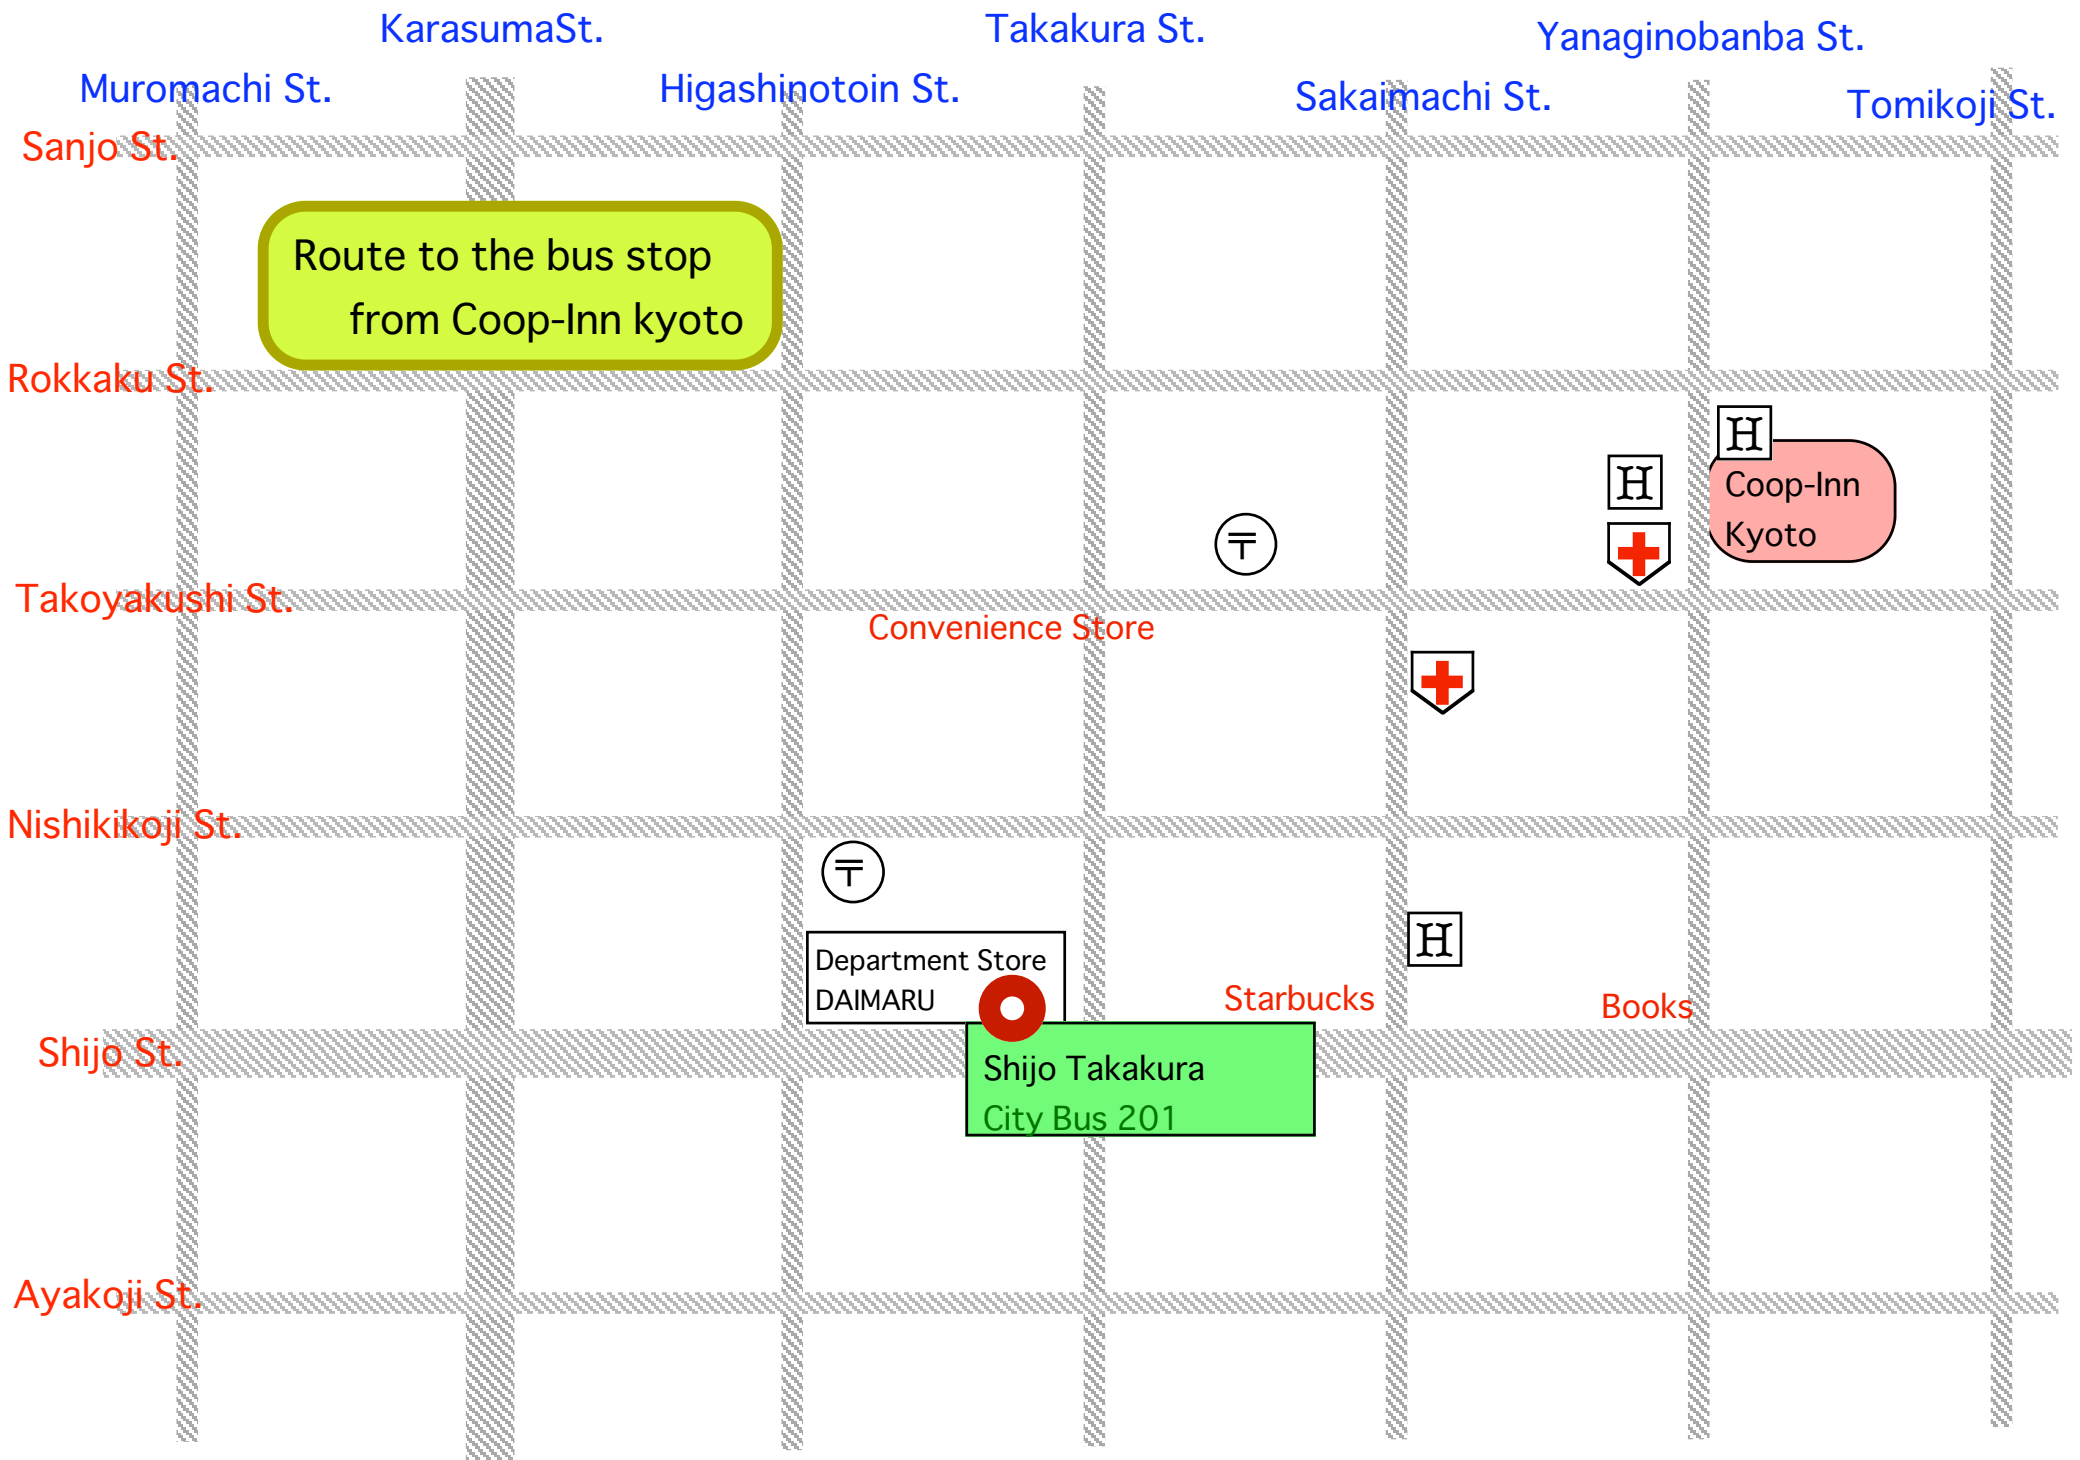 KarasumaSt.
Takakura St.
Yanaginobanba St.
Muromachi St.
Higashinotoin St.
Sakaimachi St.
Tomikoji St.
Sanjo St.
Route to the bus stop
from Coop-Inn kyoto
Rokkaku St.
H
H
Coop-Inn
Kyoto
〒
Takoyakushi St.
Convenience Store
Nishikikoji St.
〒
H
Department Store
DAIMARU
Starbucks
Books
Shijo St.
Shijo Takakura
City Bus 201
Ayakoji St.